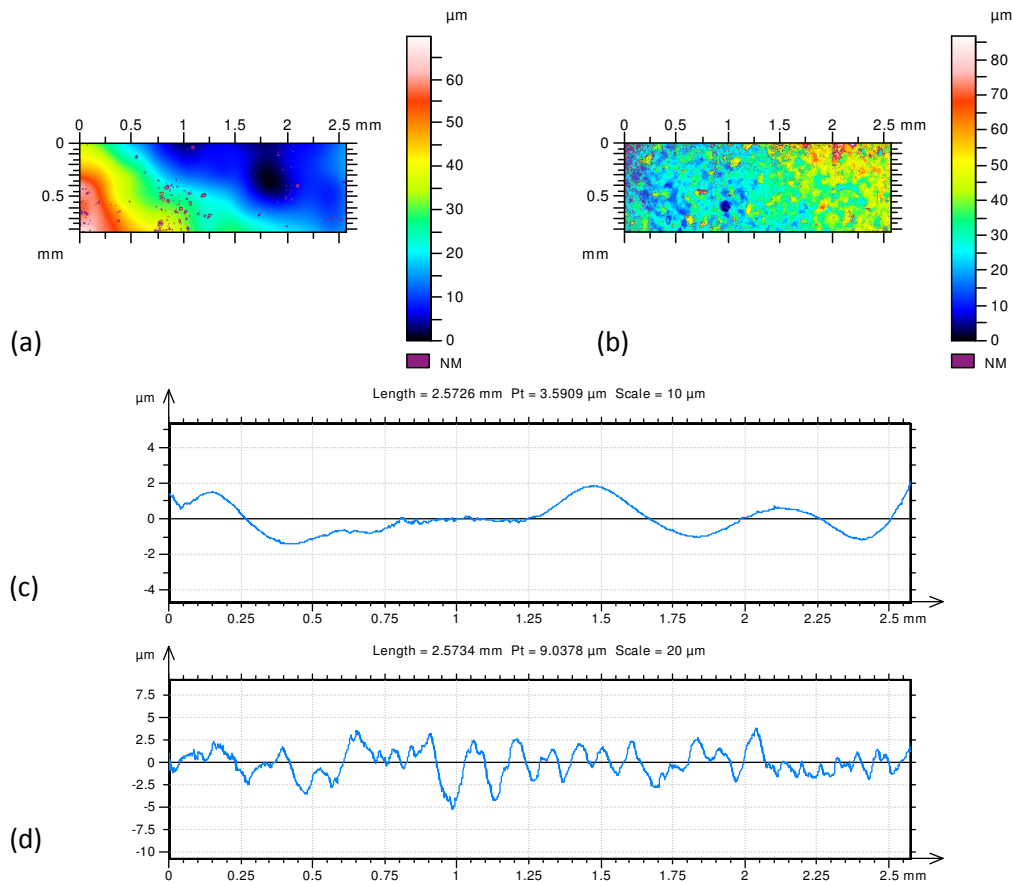 µm
60
50
40
30
20
10
0
NM
0 0.5 1 1.5 2 2.5 mm
0
0.5
mm
(a)
µm
80
70
60
50
40
30
20
10
0
NM
0 0.5 1 1.5 2 2.5 mm
0
0.5
mm
(b)
Length = 2.5726 mm Pt = 3.5909 µm Scale = 10 µm
µm
4
2
0
-2
-4
0 0.25 0.5 0.75 1 1.25 1.5 1.75 2 2.25 2.5 mm
(c)
Length = 2.5734 mm Pt = 9.0378 µm Scale = 20 µm
µm
7.5
5
2.5
0
-2.5
-5
-7.5
-10
0 0.25 0.5 0.75 1 1.25 1.5 1.75 2 2.25 2.5 mm
(d)